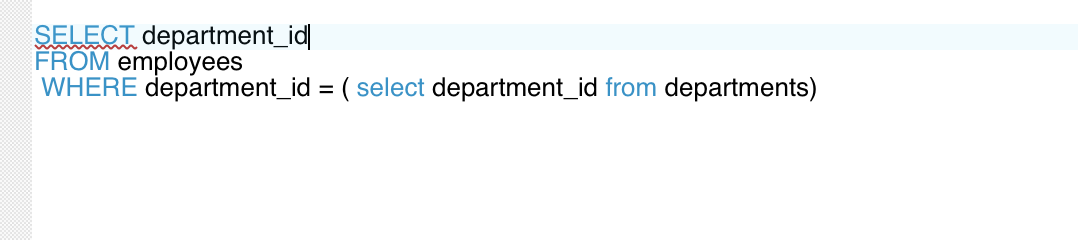 SELECT department_id
FROM employees
WHERE department_id = ( select department_id from departments)